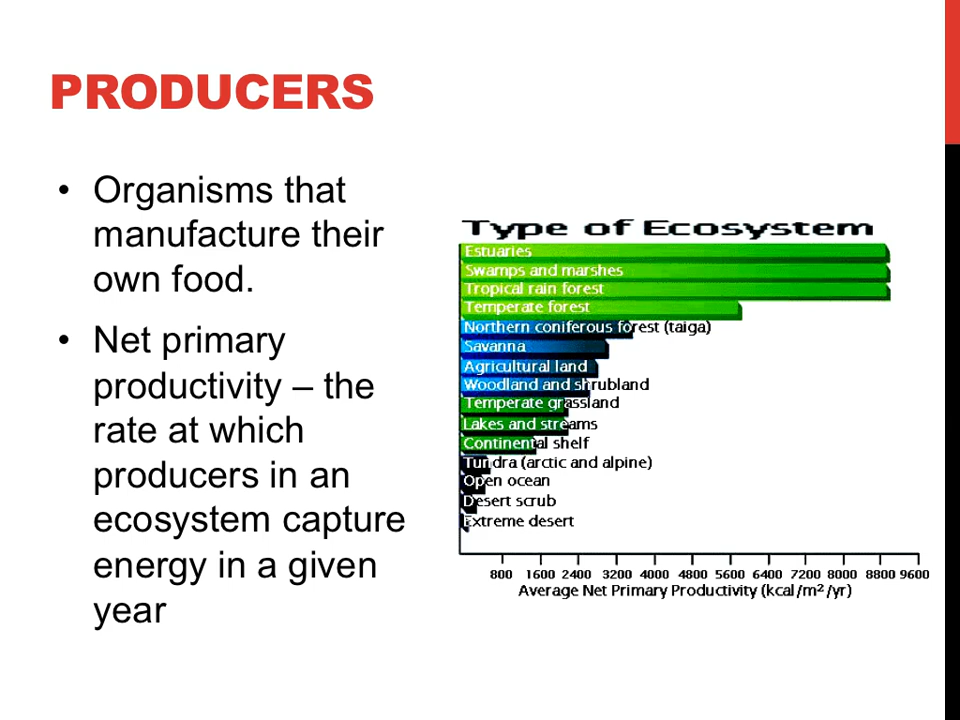 PRODUCERS
• Organisms that
manufacture their
own food.
• Net primary
productivity – the
rate at which
producers in an
ecosystem capture
energy in a given
year
Type of Ecosystem
Estuaries
Swamps and marshes
Tropical rain forest
Temperate forest
Northern coniferous forest (taiga)
Savanna
Agricultural land
Woodland and shrubland
Temperate grassland
Lakes and streams
Continental shelf
Tundra (arctic and alpine)
Open ocean
Desert scrub
Extreme desert
800 1600 2400 3200 4000 4800 5600 6400 7200 8000 8800 9600
Average Net Primary Productivity (kcal/m²/yr)